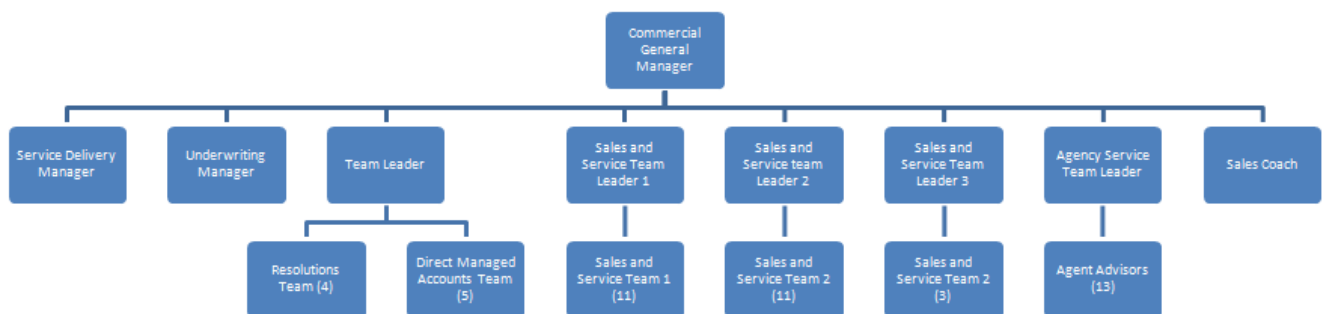 Commercial
General
Manager
Service Delivery
Manager
Underwriting
Manager
Team Leader
Sales and
Service Team
Leader 1
Sales and
Service team
Leader 2
Sales and
Service Team
Leader 3
Agency Service
Team Leader
Sales Coach
Resolutions
Team (4)
Direct Managed
Accounts Team
(5)
Sales and
Service Team 1
(11)
Sales and
Service Team 2
(11)
Sales and
Service Team 2
(3)
Agent Advisors
(13)